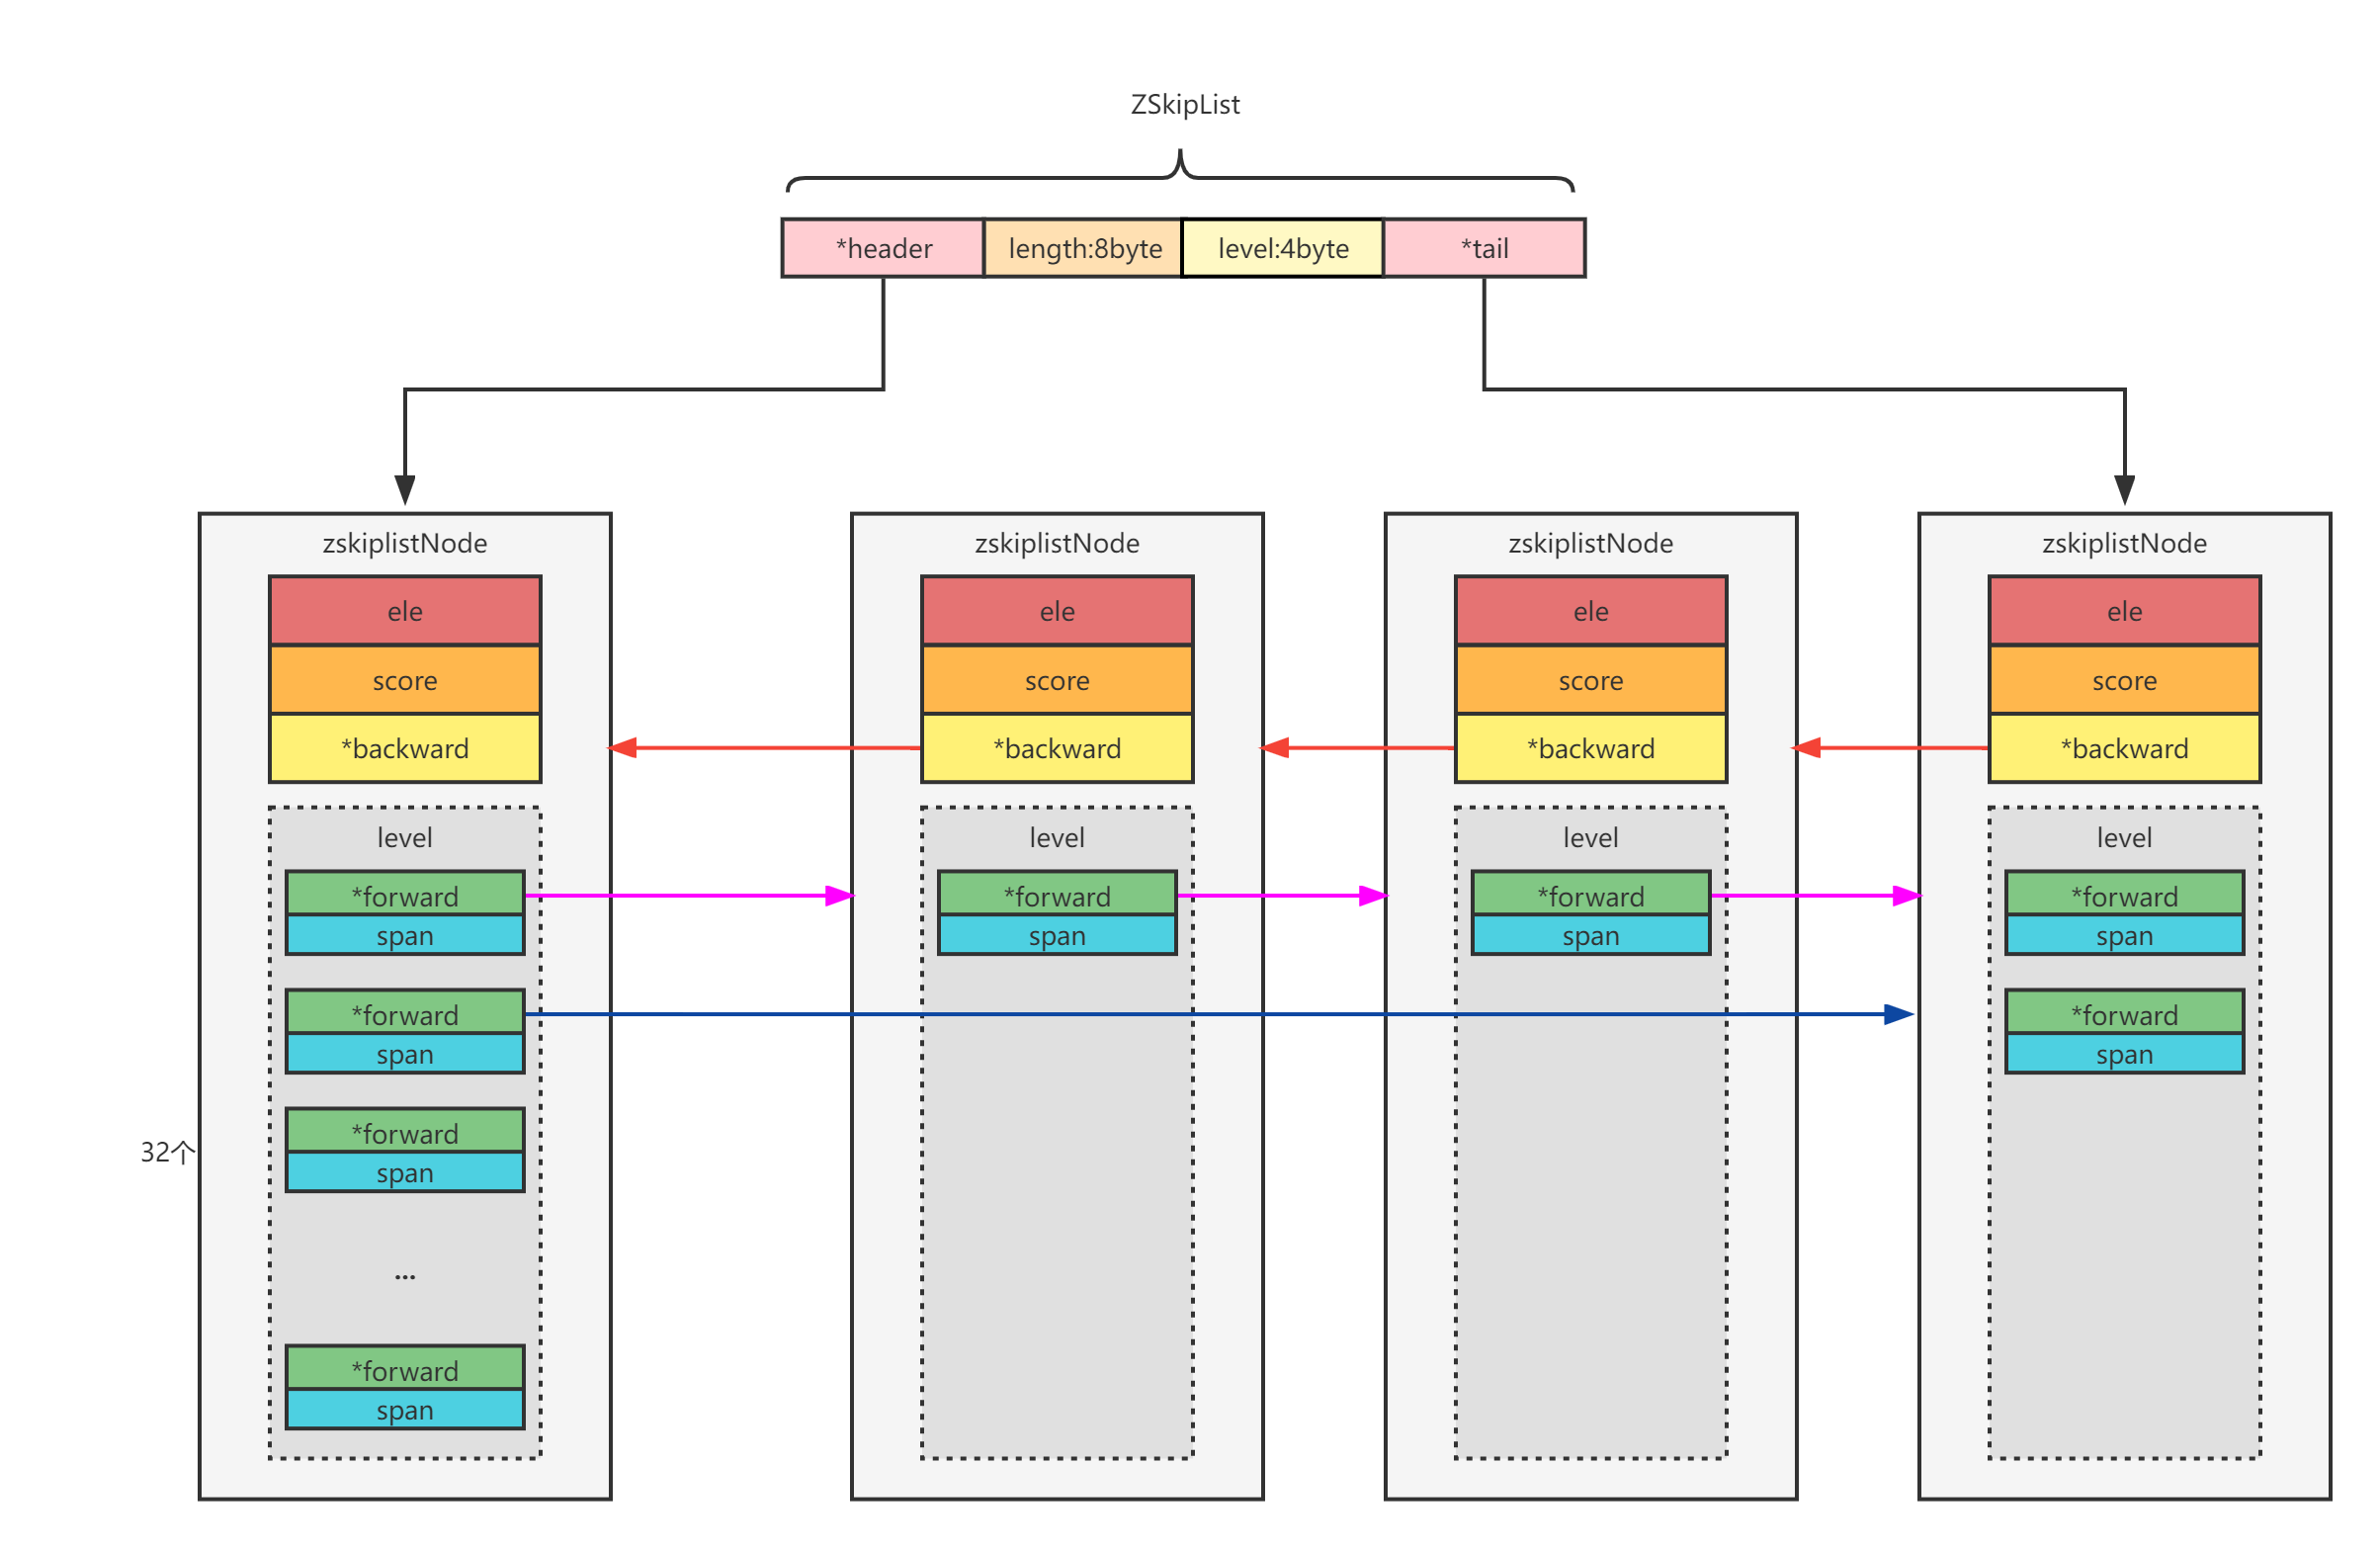 ZSkipList
*header
length:8byte
level:4byte
*tail
zskiplistNode
ele
score
*backward
level
*forward
span
*forward
span
*forward
span
...
*forward
span
32个
zskiplistNode
ele
score
*backward
level
*forward
span
zskiplistNode
ele
score
*backward
level
*forward
span
zskiplistNode
ele
score
*backward
level
*forward
span
*forward
span